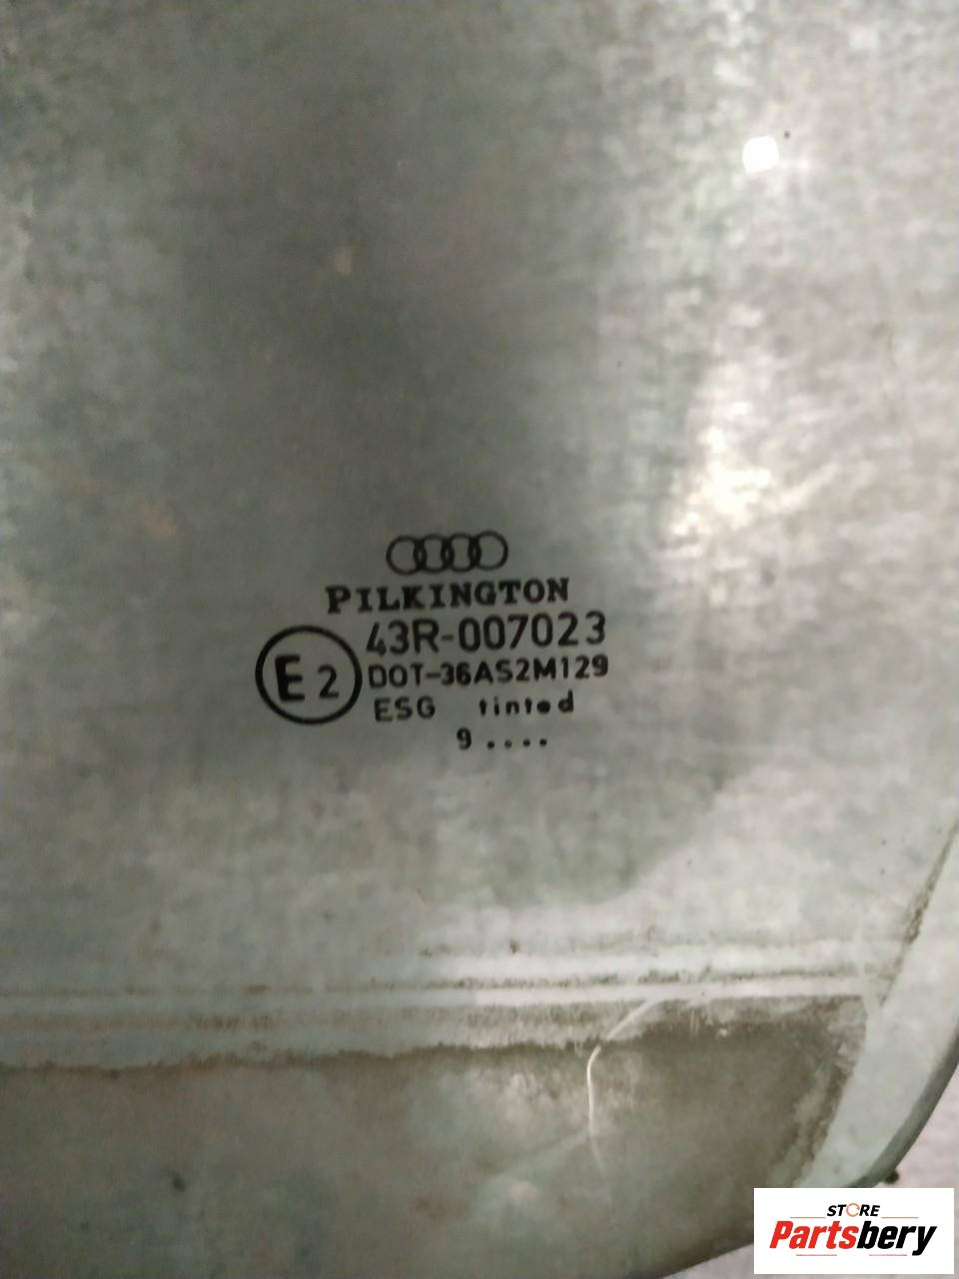 PILKINGTON
43R-007023
E2
DOT-36AS2M129
ESG tinted
9 ....
STORE
Partsbery